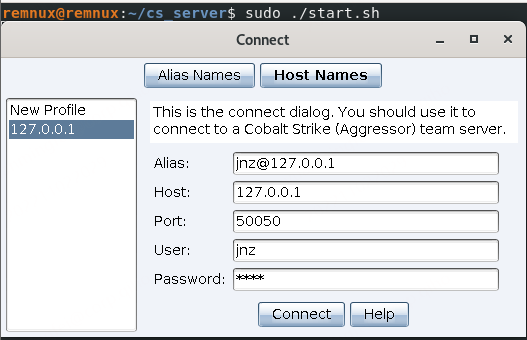 remnux@remnux:~/cs_server$ sudo ./start.sh
Connect
Alias Names
Host Names
New Profile
127.0.0.1
This is the connect dialog. You should use it to
connect to a Cobalt Strike (Aggressor) team server.
Alias: jnz@127.0.0.1
Host: 127.0.0.1
Port: 50050
User: jnz
Password: ****
Connect
Help